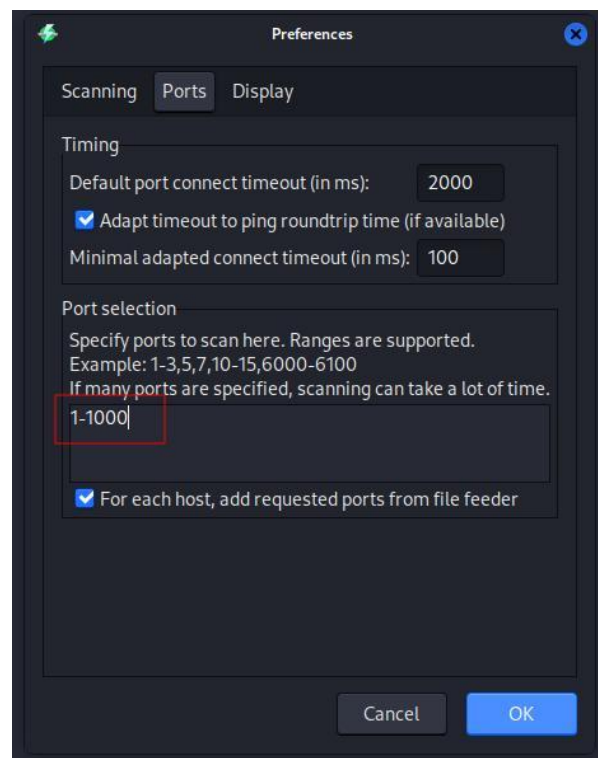 Preferences
Scanning Ports Display
Timing
Default port connect timeout (in ms): 2000
Adapt timeout to ping roundtrip time (if available)
Minimal adapted connect timeout (in ms): 100
Port selection
Specify ports to scan here. Ranges are supported.
Example: 1-3,5,7,10-15,6000-6100
If many ports are specified, scanning can take a lot of time.
1-1000
For each host, add requested ports from file feeder
Cancel OK